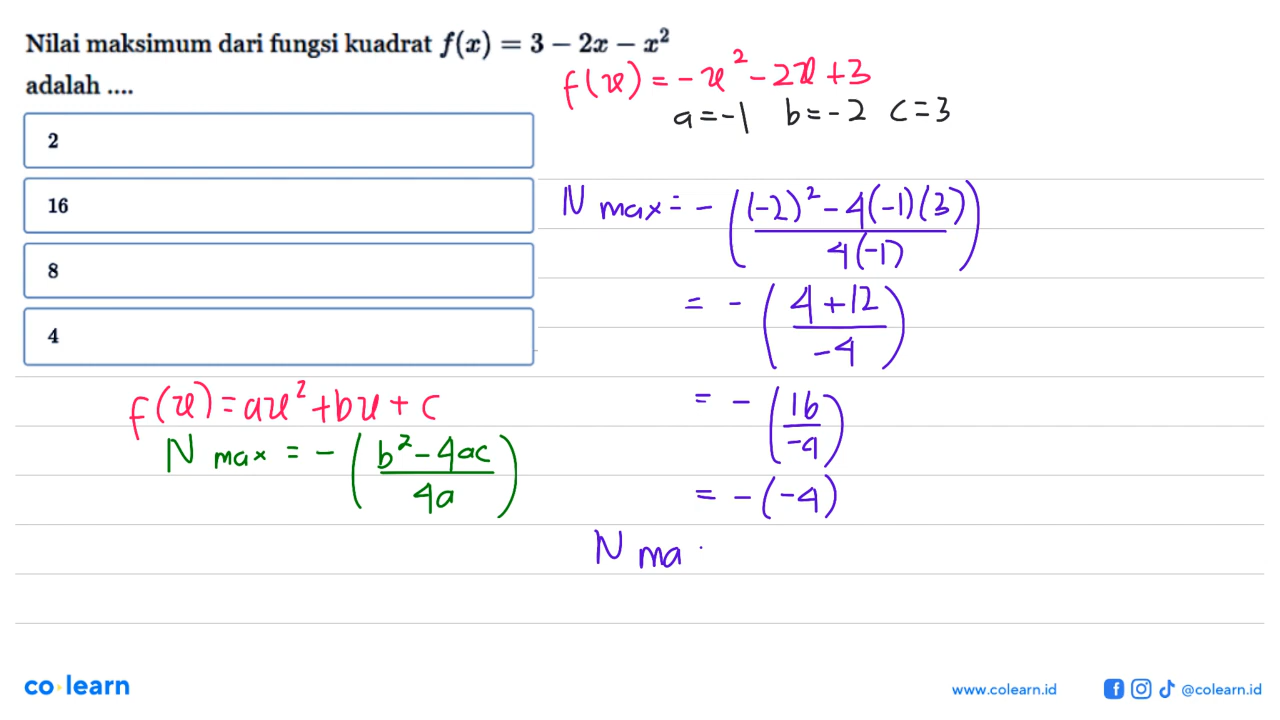 Nilai maksimum dari fungsi kuadrat f(x) = 3 − 2x − x²
adalah ....
2
16
8
4
f(x) = ax² + bx + c
N max = − ( (b² − 4ac) / 4a )
f(x) = −x² − 2x + 3
a = −1 b = −2 c = 3
N max = − ( ((−2)² − 4(−1)(3)) / 4(−1) )
= − ( (4 + 12) / −4 )
= − ( 16 / −4 )
= − (−4)
N ma
co learn
www.colearn.id
@colearn.id